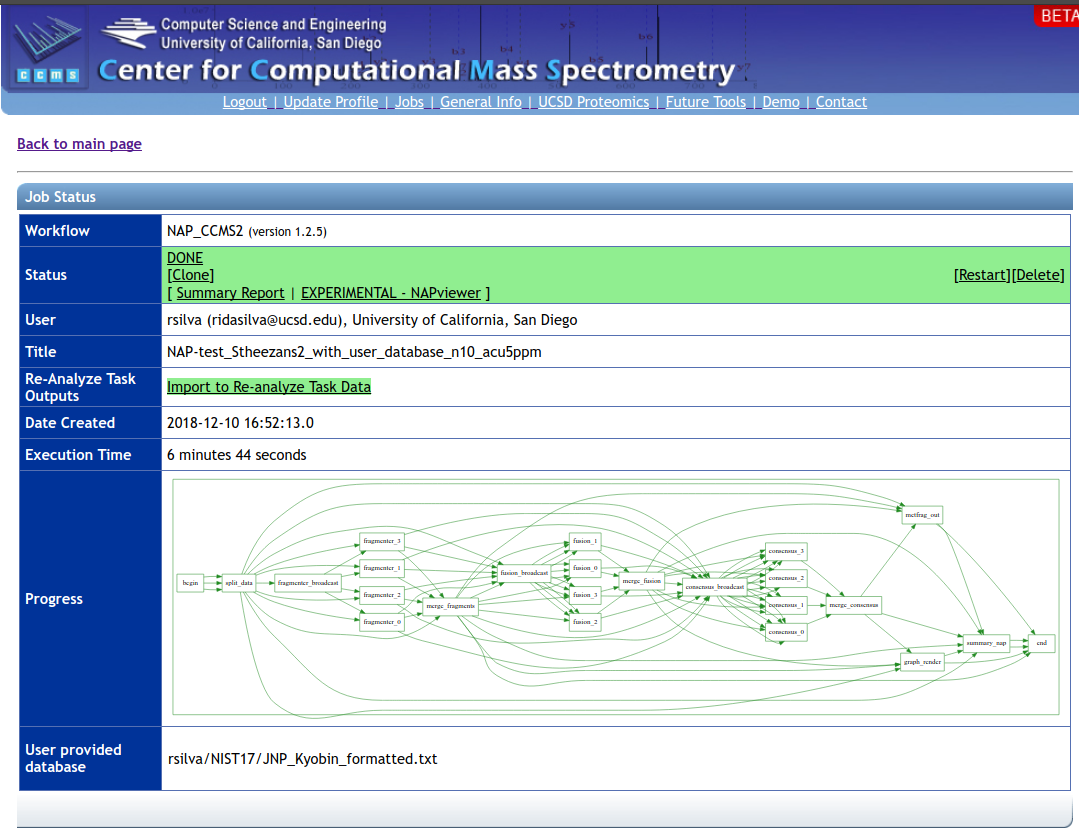 BETA
Computer Science and Engineering
University of California, San Diego
c c m s
Center for Computational Mass Spectrometry
Logout | Update Profile | Jobs | General Info | UCSD Proteomics | Future Tools | Demo | Contact
Back to main page
Job Status
Workflow
NAP_CCMS2 (version 1.2.5)
Status
DONE
[Clone]
[Restart][Delete]
[ Summary Report | EXPERIMENTAL - NAPviewer ]
User
rsilva (ridasilva@ucsd.edu), University of California, San Diego
Title
NAP-test_Stheezans2_with_user_database_n10_acu5ppm
Re-Analyze Task
Outputs
Import to Re-analyze Task Data
Date Created
2018-12-10 16:52:13.0
Execution Time
6 minutes 44 seconds
Progress
begin
split_data
fragmenter_broadcast
fragmenter_3
fragmenter_1
fragmenter_2
fragmenter_0
merge_fragments
fusion_broadcast
fusion_1
fusion_0
fusion_3
fusion_2
merge_fusion
consensus_broadcast
consensus_3
consensus_2
consensus_1
consensus_0
merge_consensus
metfrag_out
graph_render
summary_nap
end
User provided
database
rsilva/NIST17/JNP_Kyobin_formatted.txt